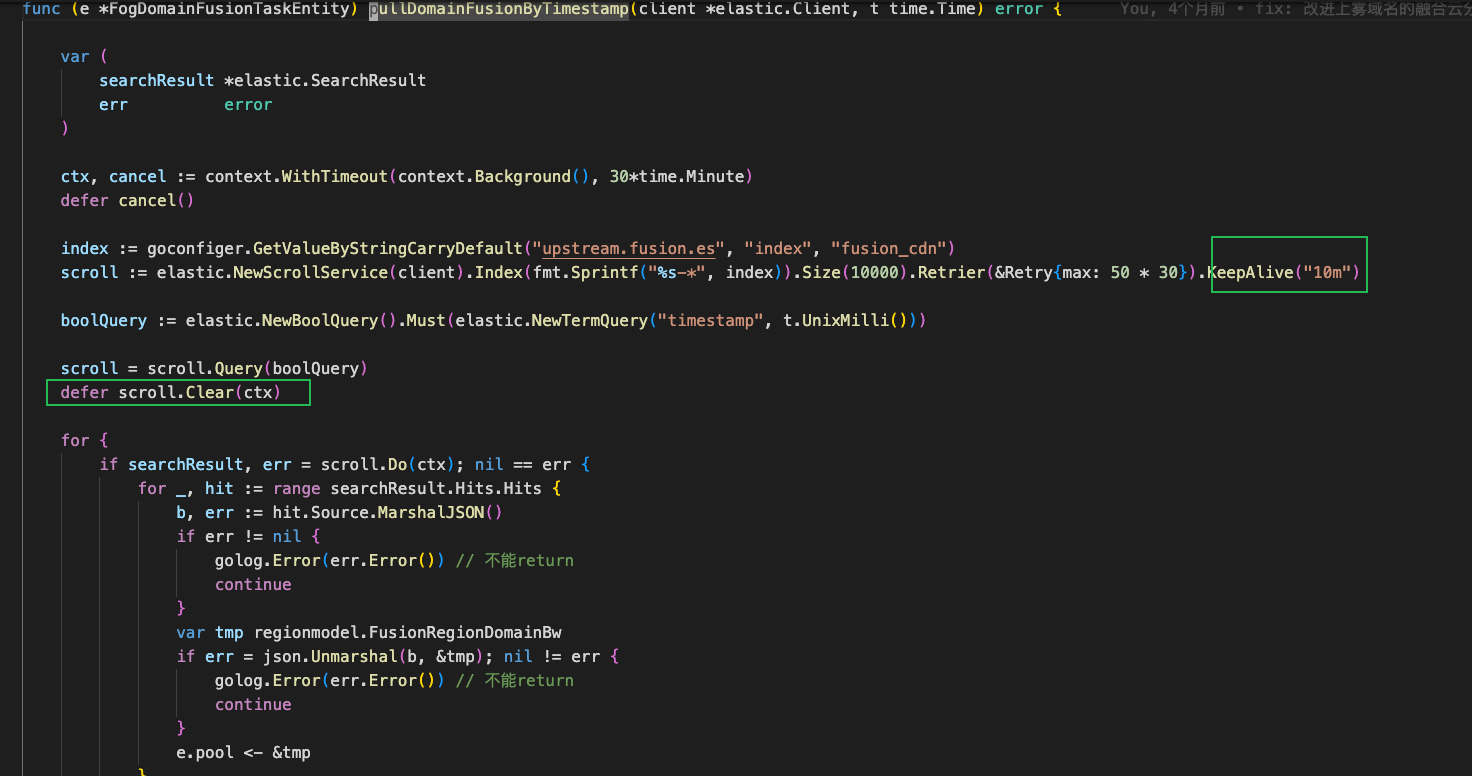 func (e *FogDomainFusionTaskEntity) pullDomainFusionByTimestamp(client *elastic.Client, t time.Time) error {        You, 4个月前 • fix: 改进上雾域名的融合云分
var (
searchResult *elastic.SearchResult
err          error
)
ctx, cancel := context.WithTimeout(context.Background(), 30*time.Minute)
defer cancel()
index := goconfiger.GetValueByStringCarryDefault("upstream.fusion.es", "index", "fusion_cdn")
scroll := elastic.NewScrollService(client).Index(fmt.Sprintf("%s-*", index)).Size(10000).Retrier(&Retry{max: 50 * 30}).KeepAlive("10m")
boolQuery := elastic.NewBoolQuery().Must(elastic.NewTermQuery("timestamp", t.UnixMilli()))
scroll = scroll.Query(boolQuery)
defer scroll.Clear(ctx)
for {
if searchResult, err = scroll.Do(ctx); nil == err {
for _, hit := range searchResult.Hits.Hits {
b, err := hit.Source.MarshalJSON()
if err != nil {
golog.Error(err.Error()) // 不能return
continue
}
var tmp regionmodel.FusionRegionDomainBw
if err = json.Unmarshal(b, &tmp); nil != err {
golog.Error(err.Error()) // 不能return
continue
}
e.pool <- &tmp
}